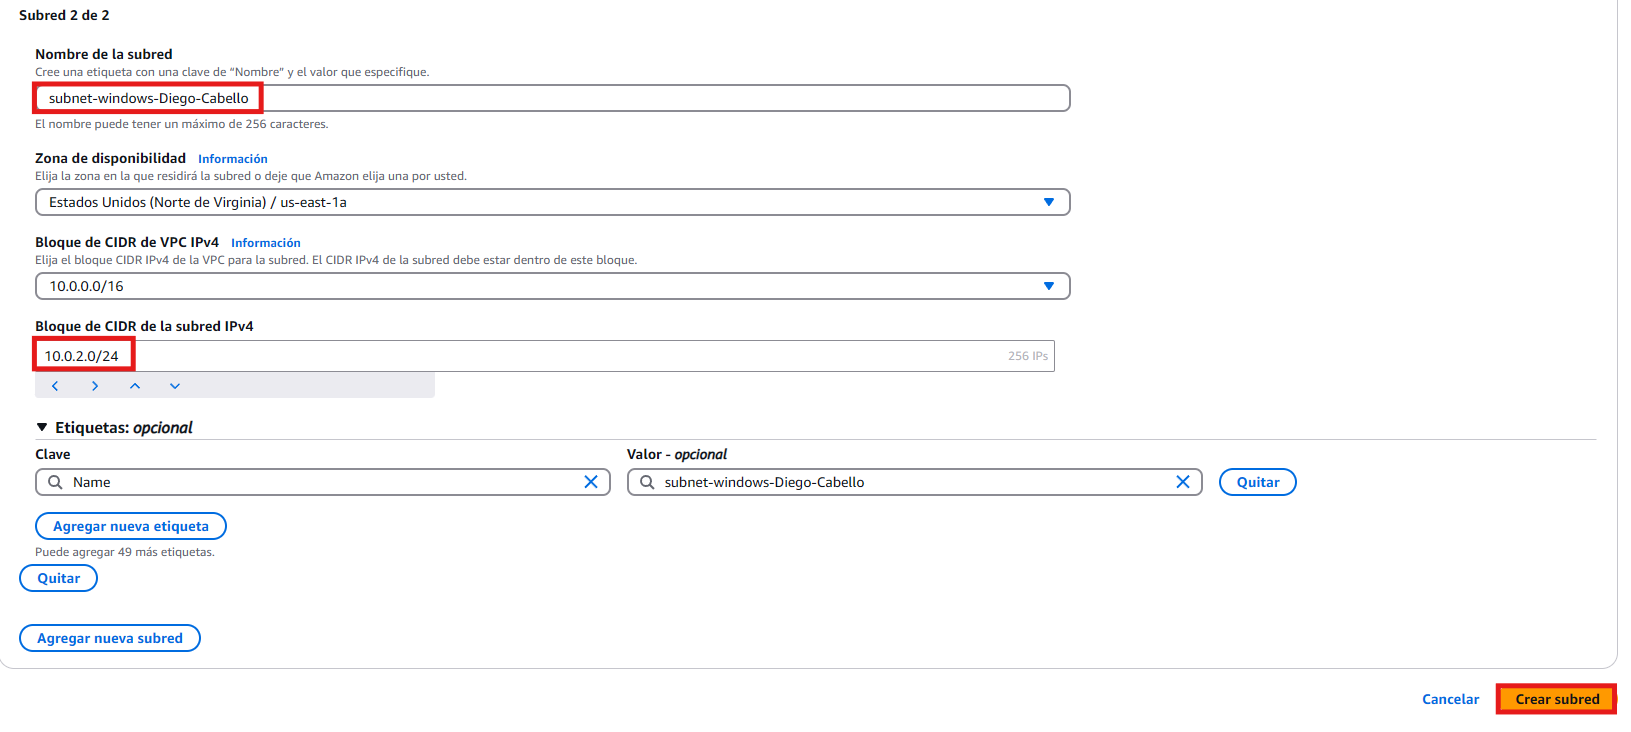 Subred 2 de 2
Nombre de la subred
Cree una etiqueta con una clave de “Nombre” y el valor que especifique.
subnet-windows-Diego-Cabello
El nombre puede tener un máximo de 256 caracteres.
Zona de disponibilidad Información
Elija la zona en la que residirá la subred o deje que Amazon elija una por usted.
Estados Unidos (Norte de Virginia) / us-east-1a
Bloque de CIDR de VPC IPv4 Información
Elija el bloque CIDR IPv4 de la VPC para la subred. El CIDR IPv4 de la subred debe estar dentro de este bloque.
10.0.0.0/16
Bloque de CIDR de la subred IPv4
10.0.2.0/24 256 IPs
Etiquetas: opcional
Clave Valor - opcional
Name subnet-windows-Diego-Cabello Quitar
Agregar nueva etiqueta
Puede agregar 49 más etiquetas.
Quitar
Agregar nueva subred
Cancelar Crear subred